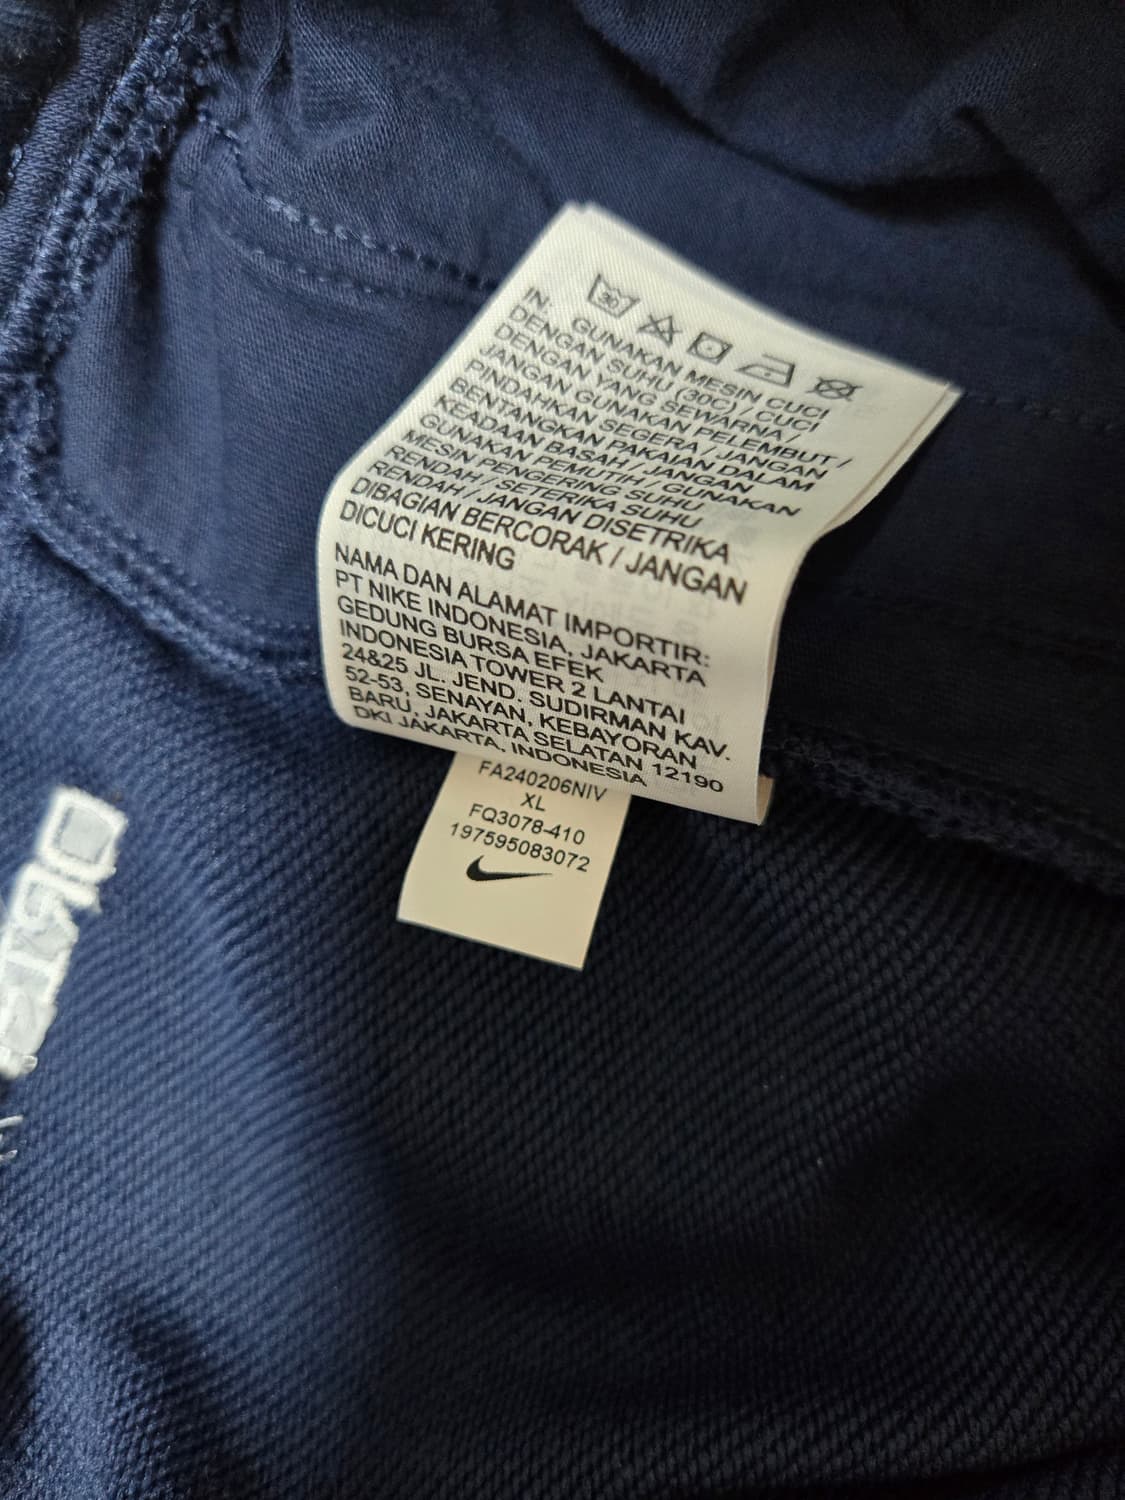 30
IN. GUNAKAN MESIN CUCI
DENGAN SUHU (30C) / CUCI
DENGAN YANG SEWARNA /
JANGAN GUNAKAN PELEMBUT /
PINDAHKAN SEGERA / JANGAN
BENTANGKAN PAKAIAN DALAM
KEADAAN BASAH / JANGAN
GUNAKAN PEMUTIH / GUNAKAN
MESIN PENGERING SUHU
RENDAH / SETERIKA SUHU
RENDAH / JANGAN DISETRIKA
DIBAGIAN BERCORAK / JANGAN
DICUCI KERING
NAMA DAN ALAMAT IMPORTIR:
PT NIKE INDONESIA, JAKARTA
GEDUNG BURSA EFEK
INDONESIA TOWER 2 LANTAI
24&25 JL. JEND. SUDIRMAN KAV.
52-53, SENAYAN, KEBAYORAN
BARU, JAKARTA SELATAN 12190
DKI JAKARTA, INDONESIA
FA240206NIV
XL
FQ3078-410
197595083072